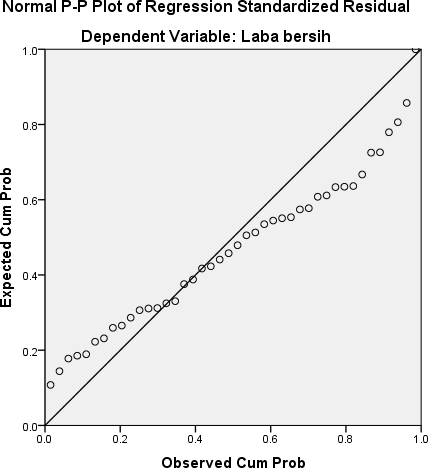 Normal P-P Plot of Regression Standardized Residual
Dependent Variable: Laba bersih
Expected Cum Prob
1.0
0.8
0.6
0.4
0.2
0.0
0.0 0.2 0.4 0.6 0.8 1.0
Observed Cum Prob